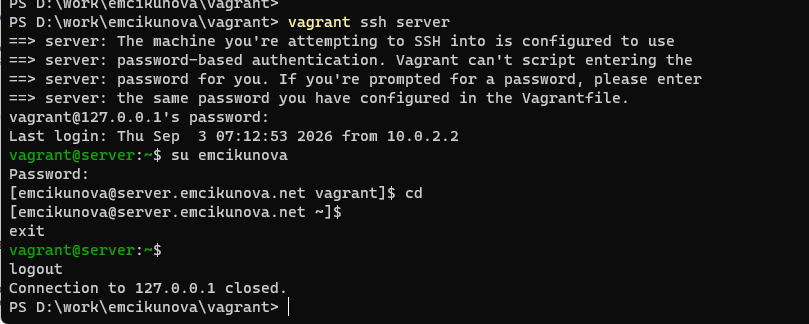 PS D:\work\emcikunova\vagrant>
PS D:\work\emcikunova\vagrant> vagrant ssh server
==> server: The machine you're attempting to SSH into is configured to use
==> server: password-based authentication. Vagrant can't script entering the
==> server: password for you. If you're prompted for a password, please enter
==> server: the same password you have configured in the Vagrantfile.
vagrant@127.0.0.1's password:
Last login: Thu Sep  3 07:12:53 2026 from 10.0.2.2
vagrant@server:~$ su emcikunova
Password:
[emcikunova@server.emcikunova.net vagrant]$ cd
[emcikunova@server.emcikunova.net ~]$
exit
vagrant@server:~$
logout
Connection to 127.0.0.1 closed.
PS D:\work\emcikunova\vagrant>